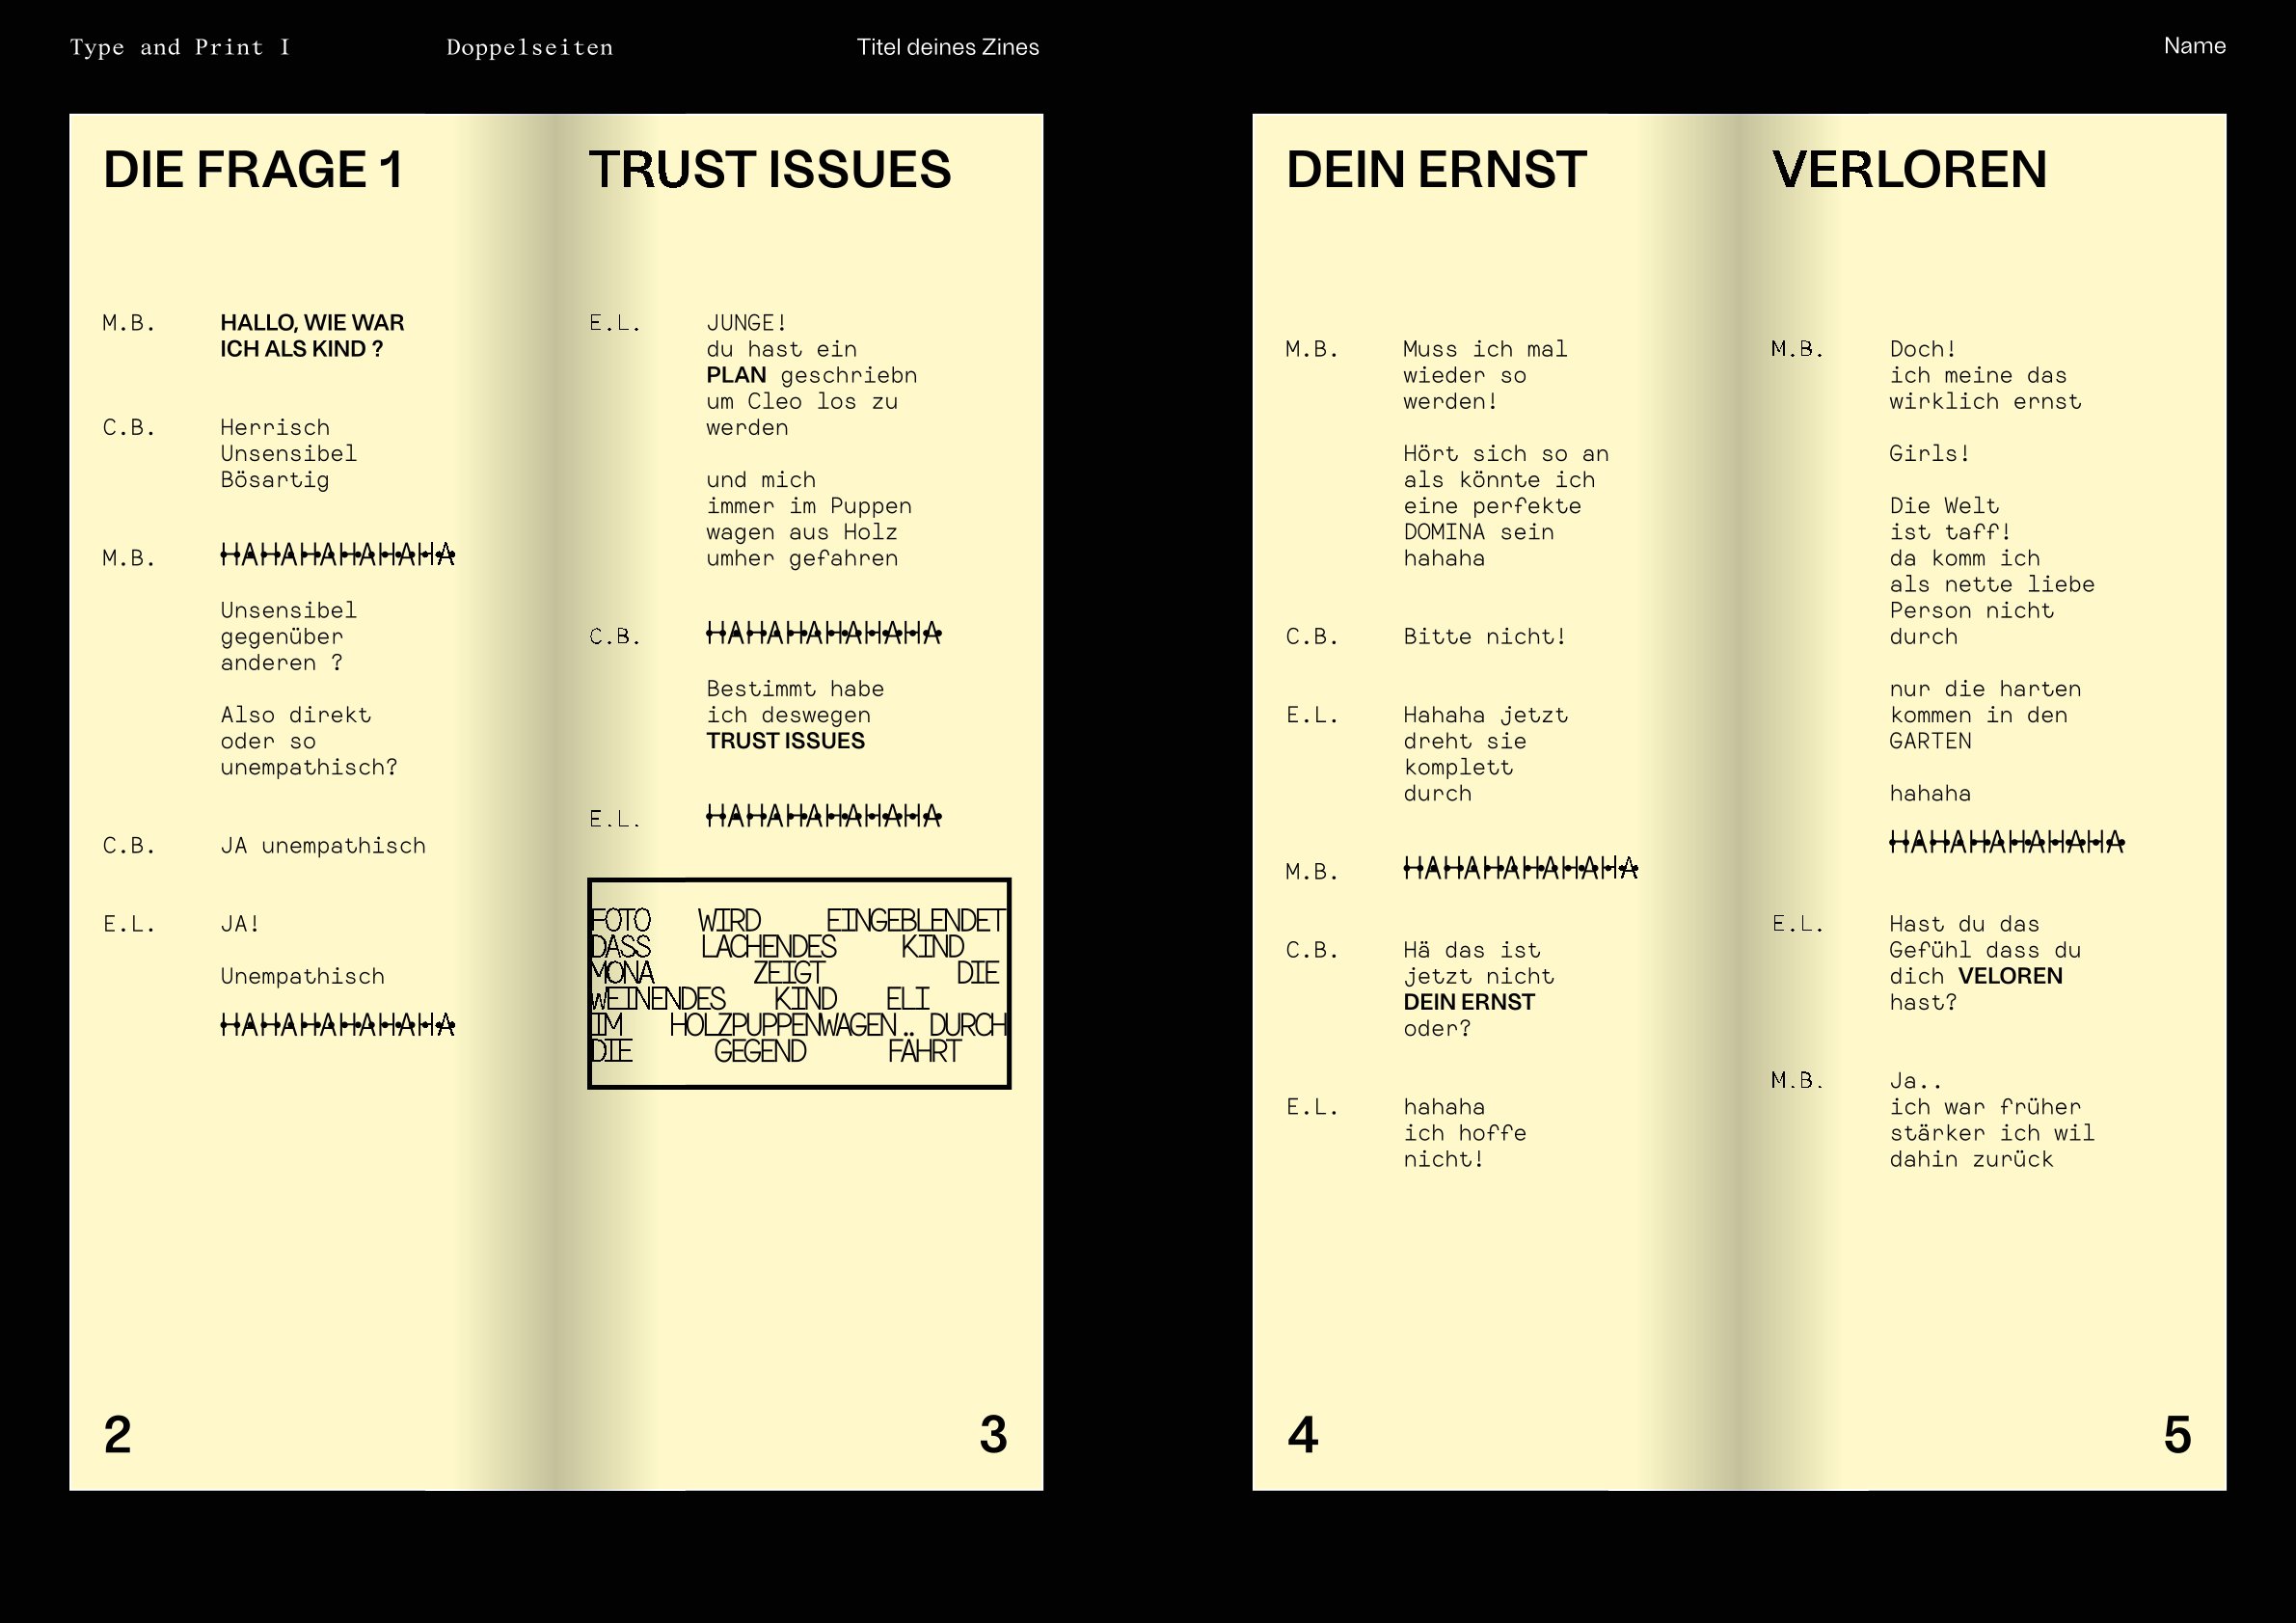 Type and Print I
Doppelseiten
Titel deines Zines
Name
DIE FRAGE 1
M.B.
HALLO, WIE WAR
ICH ALS KIND ?
C.B.
Herrisch
Unsensibel
Bösartig
M.B.
HAHAHAHAHAHA
Unsensibel
gegenüber
anderen ?
Also direkt
oder so
unempathisch?
C.B.
JA unempathisch
E.L.
JA!
Unempathisch
HAHAHAHAHAHA
2
TRUST ISSUES
E.L.
JUNGE!
du hast ein
PLAN geschriebn
um Cleo los zu
werden
und mich
immer im Puppen
wagen aus Holz
umher gefahren
C.B.
HAHAHAHAHAHA
Bestimmt habe
ich deswegen
TRUST ISSUES
E.L.
HAHAHAHAHAHA
FOTO WIRD EINGEBLENDET
DASS LACHENDES KIND
MONA ZEIGT DIE
WEINENDES KIND ELI
IM HOLZPUPPENWAGEN DURCH
DIE GEGEND FÄHRT
3
DEIN ERNST
M.B.
Muss ich mal
wieder so
werden!
Hört sich so an
als könnte ich
eine perfekte
DOMINA sein
hahaha
C.B.
Bitte nicht!
E.L.
Hahaha jetzt
dreht sie
komplett
durch
M.B.
HAHAHAHAHAHA
C.B.
Hä das ist
jetzt nicht
DEIN ERNST
oder?
E.L.
hahaha
ich hoffe
nicht!
4
VERLOREN
M.B.
Doch!
ich meine das
wirklich ernst
Girls!
Die Welt
ist taff!
da komm ich
als nette liebe
Person nicht
durch
nur die harten
kommen in den
GARTEN
hahaha
HAHAHAHAHAHA
E.L.
Hast du das
Gefühl dass du
dich VELOREN
hast?
M.B.
Ja..
ich war früher
stärker ich wil
dahin zurück
5